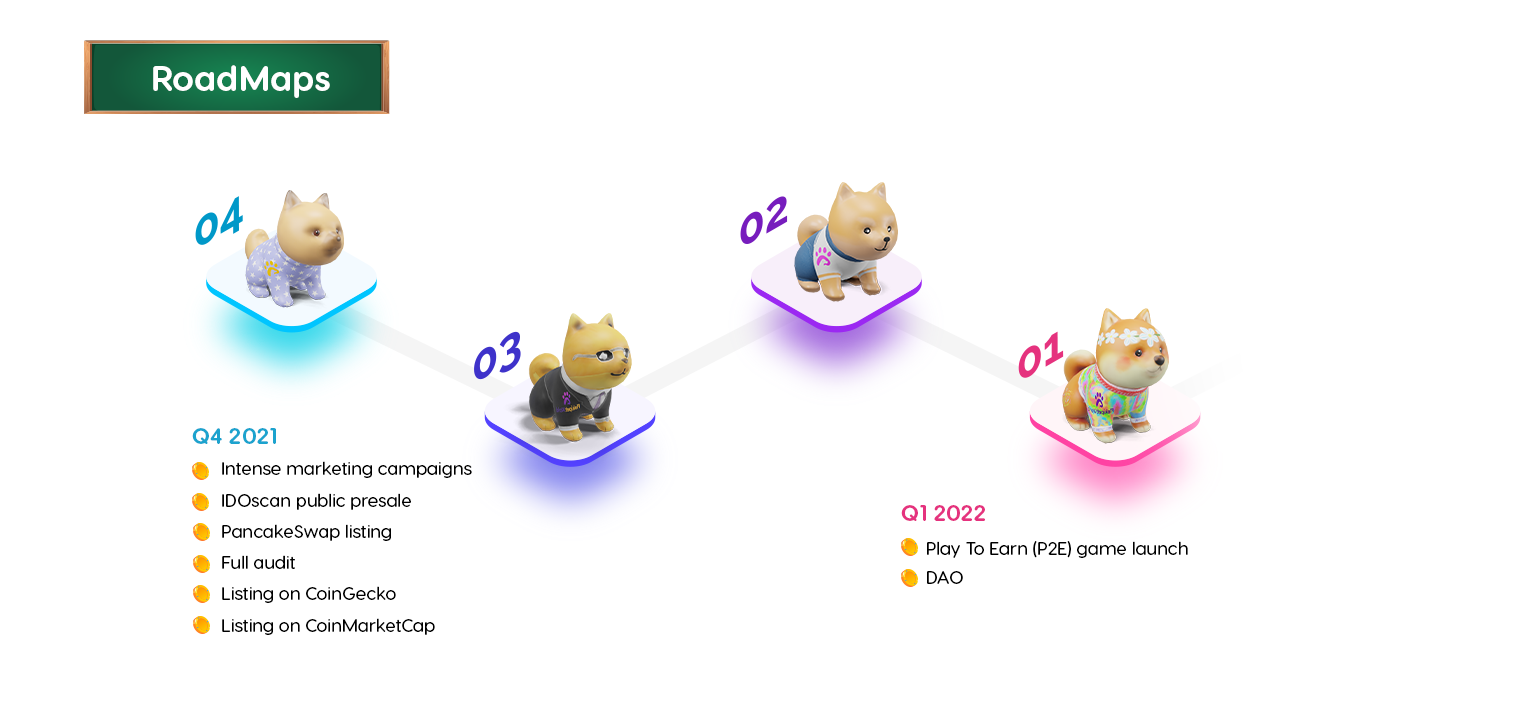 RoadMaps
04
03
02
01
Q4 2021
Intense marketing campaigns
IDOscan public presale
PancakeSwap listing
Full audit
Listing on CoinGecko
Listing on CoinMarketCap
Q1 2022
Play To Earn (P2E) game launch
DAO